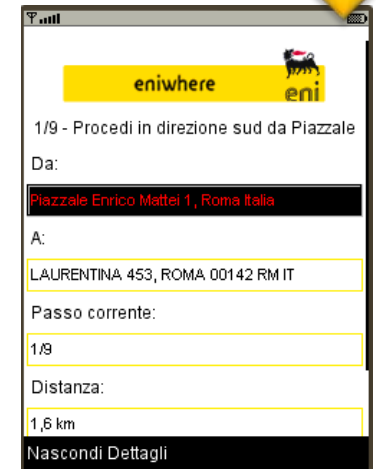 eniwhere
eni
1/9 - Procedi in direzione sud da Piazzale
Da:
Piazzale Enrico Mattei 1, Roma Italia
A:
LAURENTINA 453, ROMA 00142 RM IT
Passo corrente:
1/9
Distanza:
1,6 km
Nascondi Dettagli